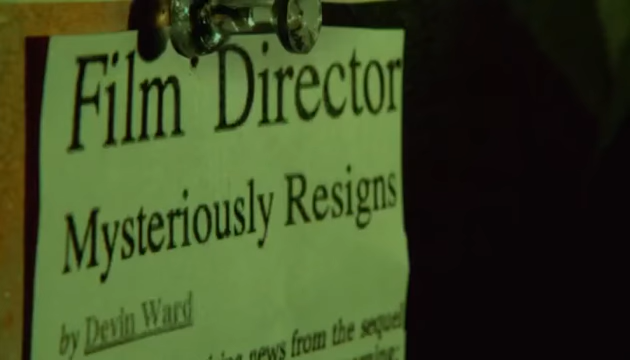 Film Director
Mysteriously Resigns
by Devin Ward
news from the sequel